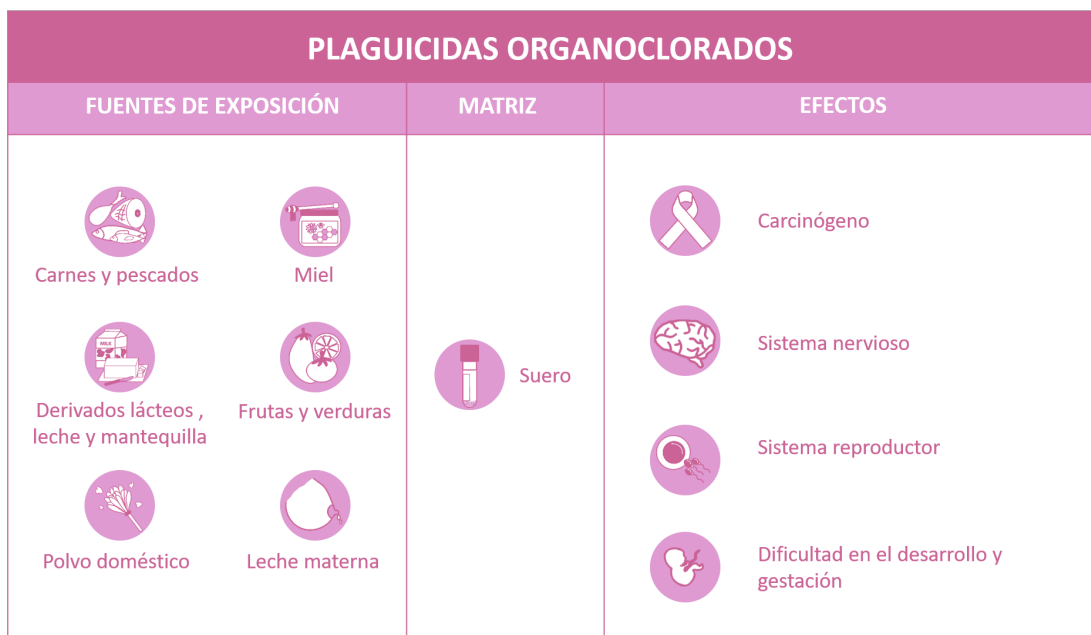 PLAGUICIDAS ORGANOCLORADOS
FUENTES DE EXPOSICIÓN
MATRIZ
EFECTOS
Carnes y pescados
Miel
MILK
Derivados lácteos ,
leche y mantequilla
Frutas y verduras
Polvo doméstico
Leche materna
Suero
Carcinógeno
Sistema nervioso
Sistema reproductor
Dificultad en el desarrollo y
gestación